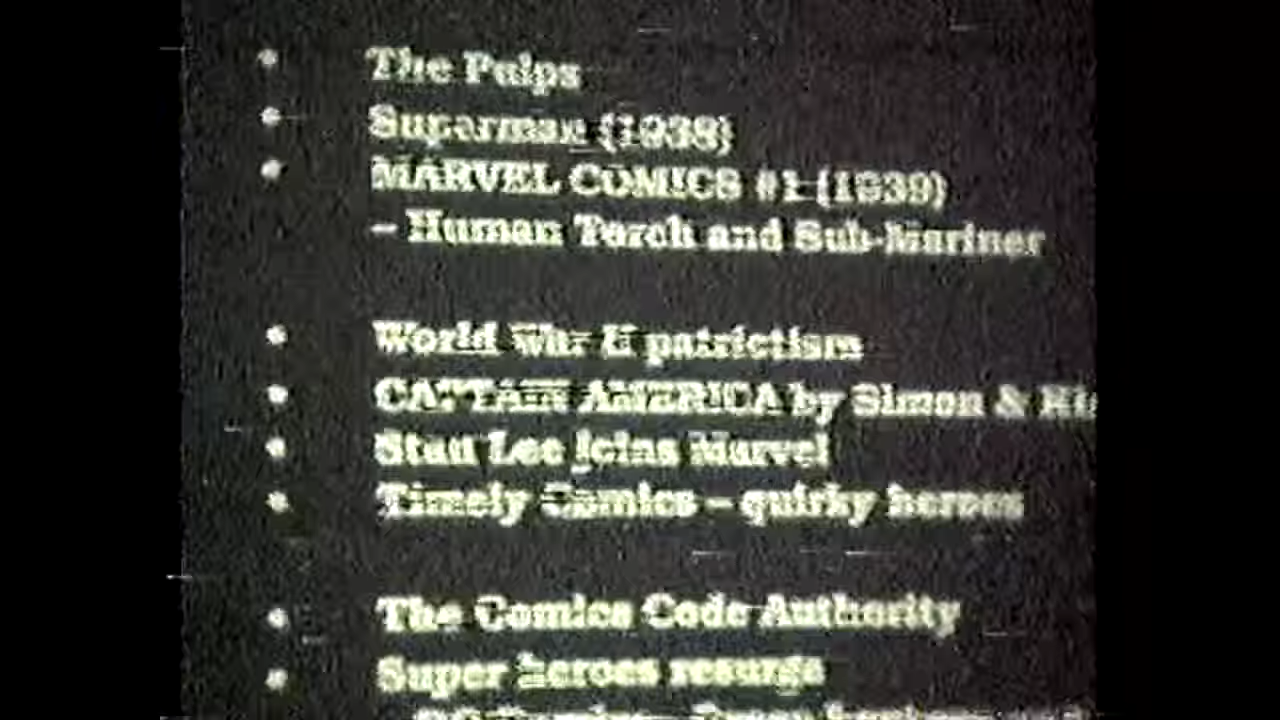 • The Pulps
• Superman (1938)
• MARVEL COMICS #1 (1939)
– Human Torch and Sub-Mariner
• World War II patriotism
• CAPTAIN AMERICA by Simon &
• Stan Lee joins Marvel
• Timely Comics – quirky heroes
• The Comics Code Authority
• Super heroes resurge